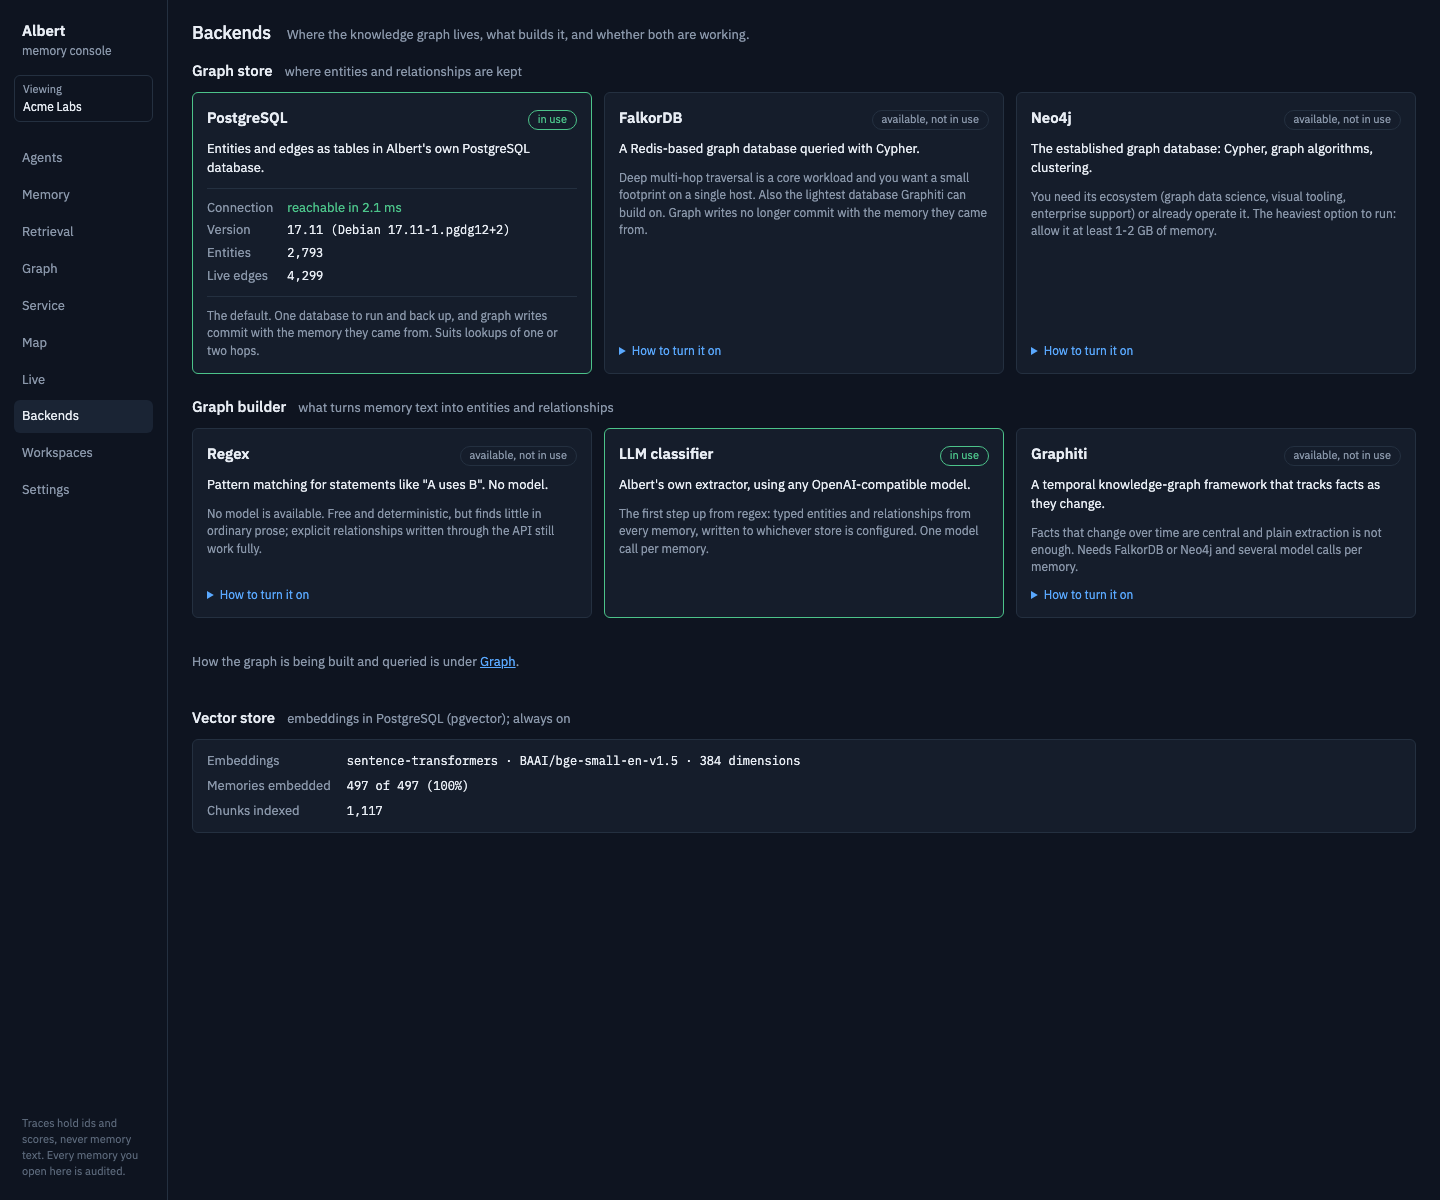 Albert
memory console
Viewing
Acme Labs
Agents
Memory
Retrieval
Graph
Service
Map
Live
Backends
Workspaces
Settings
Traces hold ids and
scores, never memory
text. Every memory you
open here is audited.
Backends Where the knowledge graph lives, what builds it, and whether both are working.
Graph store where entities and relationships are kept
PostgreSQL in use
Entities and edges as tables in Albert's own PostgreSQL
database.
Connection reachable in 2.1 ms
Version 17.11 (Debian 17.11-1.pgdg12+2)
Entities 2,793
Live edges 4,299
The default. One database to run and back up, and graph writes
commit with the memory they came from. Suits lookups of one or
two hops.
FalkorDB available, not in use
A Redis-based graph database queried with Cypher.
Deep multi-hop traversal is a core workload and you want a small
footprint on a single host. Also the lightest database Graphiti can
build on. Graph writes no longer commit with the memory they came
from.
▶ How to turn it on
Neo4j available, not in use
The established graph database: Cypher, graph algorithms,
clustering.
You need its ecosystem (graph data science, visual tooling,
enterprise support) or already operate it. The heaviest option to run:
allow it at least 1-2 GB of memory.
▶ How to turn it on
Graph builder what turns memory text into entities and relationships
Regex available, not in use
Pattern matching for statements like "A uses B". No model.
No model is available. Free and deterministic, but finds little in
ordinary prose; explicit relationships written through the API still
work fully.
▶ How to turn it on
LLM classifier in use
Albert's own extractor, using any OpenAI-compatible model.
The first step up from regex: typed entities and relationships from
every memory, written to whichever store is configured. One model
call per memory.
Graphiti available, not in use
A temporal knowledge-graph framework that tracks facts as
they change.
Facts that change over time are central and plain extraction is not
enough. Needs FalkorDB or Neo4j and several model calls per
memory.
▶ How to turn it on
How the graph is being built and queried is under Graph.
Vector store embeddings in PostgreSQL (pgvector); always on
Embeddings sentence-transformers · BAAI/bge-small-en-v1.5 · 384 dimensions
Memories embedded 497 of 497 (100%)
Chunks indexed 1,117